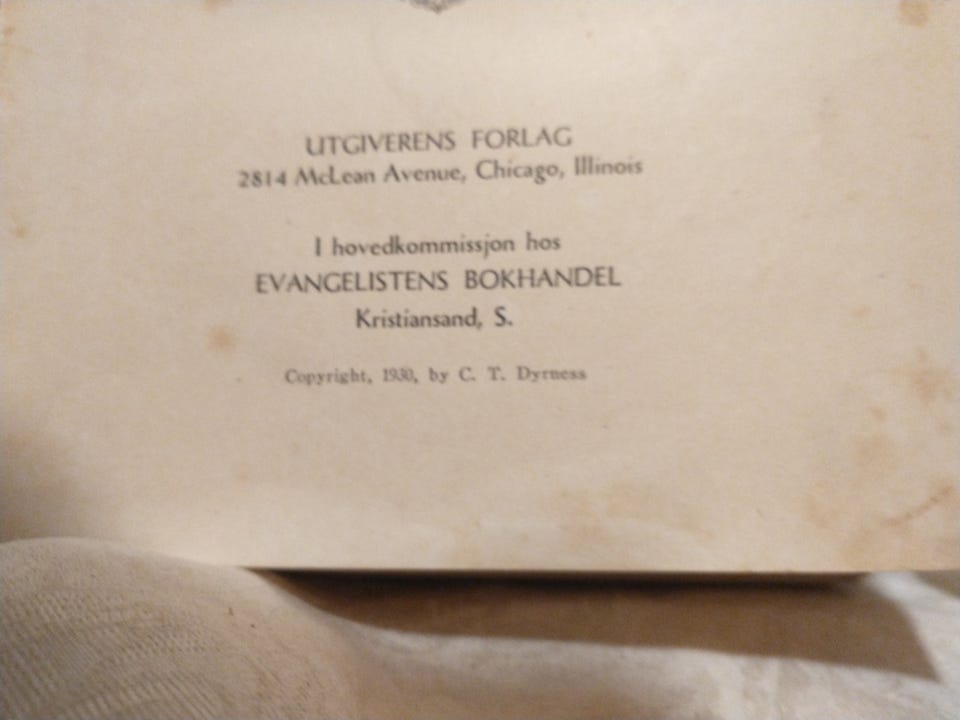 UTGIVERENS FORLAG
2814 McLean Avenue, Chicago, Illinois
I hovedkommissjon hos
EVANGELISTENS BOKHANDEL
Kristiansand, S.
Copyright, 1930, by C. T. Dyrness